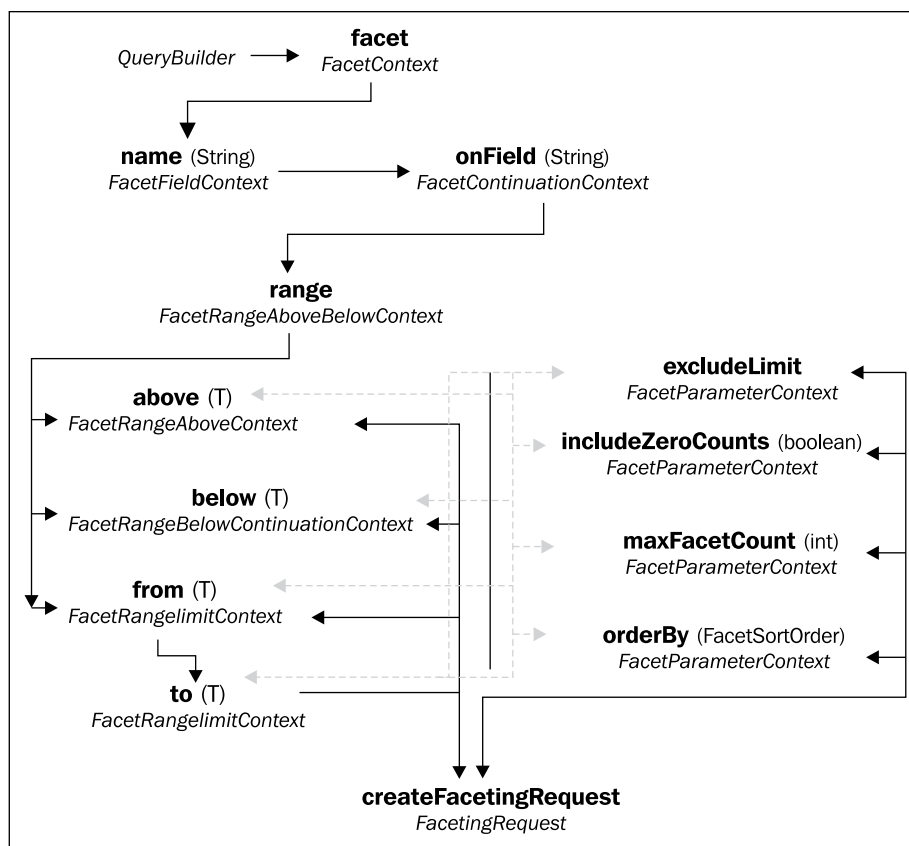 facet
QueryBuilder
FacetContext
name (String)
FacetFieldContext
onField (String)
FacetContinuationContext
range
FacetRangeAboveBelowContext
above (T)
FacetRangeAboveContext
below (T)
FacetRangeBelowContinuationContext
from (T)
FacetRangelimitContext
to (T)
FacetRangelimitContext
excludeLimit
FacetParameterContext
includeZeroCounts (boolean)
FacetParameterContext
maxFacetCount (int)
FacetParameterContext
orderBy (FacetSortOrder)
FacetParameterContext
createFacetingRequest
FacetingRequest